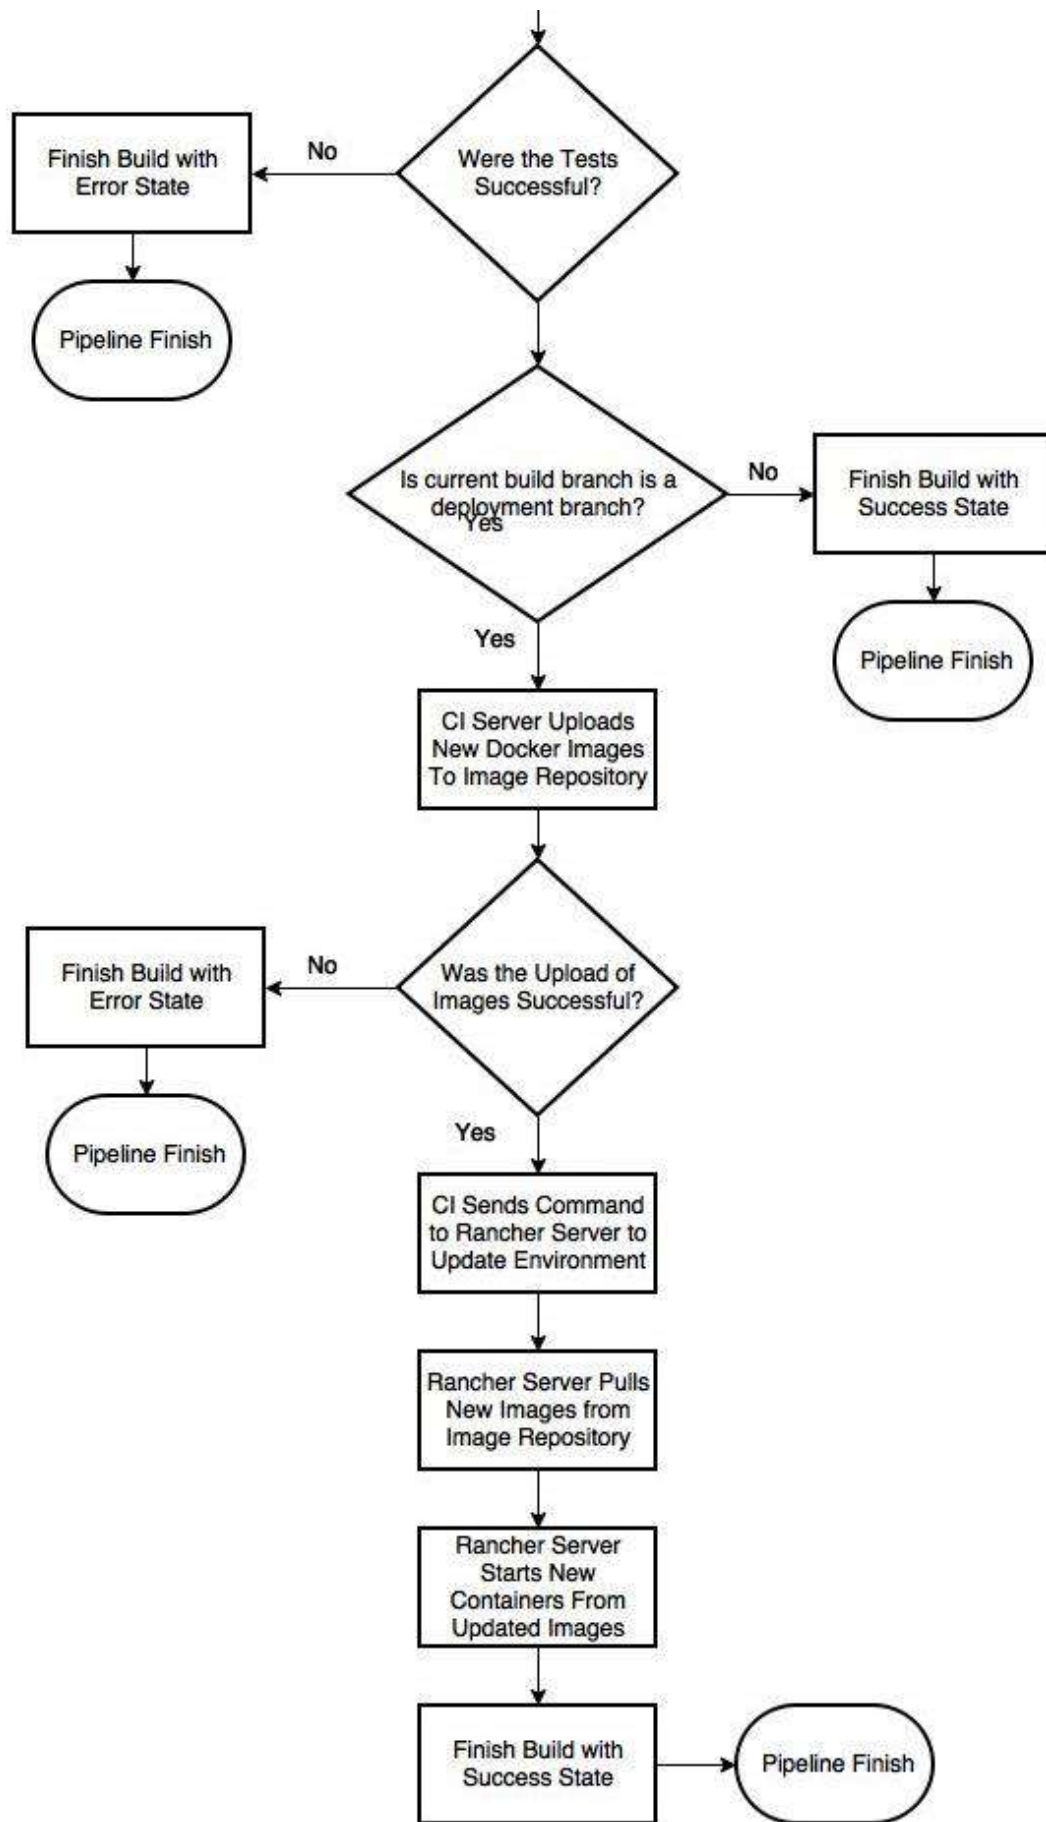 No
Finish Build with
Error State
Were the Tests
Successful?
Pipeline Finish
Is current build branch is a
deployment branch?
Yes
No
Finish Build with
Success State
Yes
Pipeline Finish
CI Server Uploads
New Docker Images
To Image Repository
No
Finish Build with
Error State
Was the Upload of
Images Successful?
Yes
Pipeline Finish
CI Sends Command
to Rancher Server to
Update Environment
Rancher Server Pulls
New Images from
Image Repository
Rancher Server
Starts New
Containers From
Updated Images
Finish Build with
Success State
Pipeline Finish